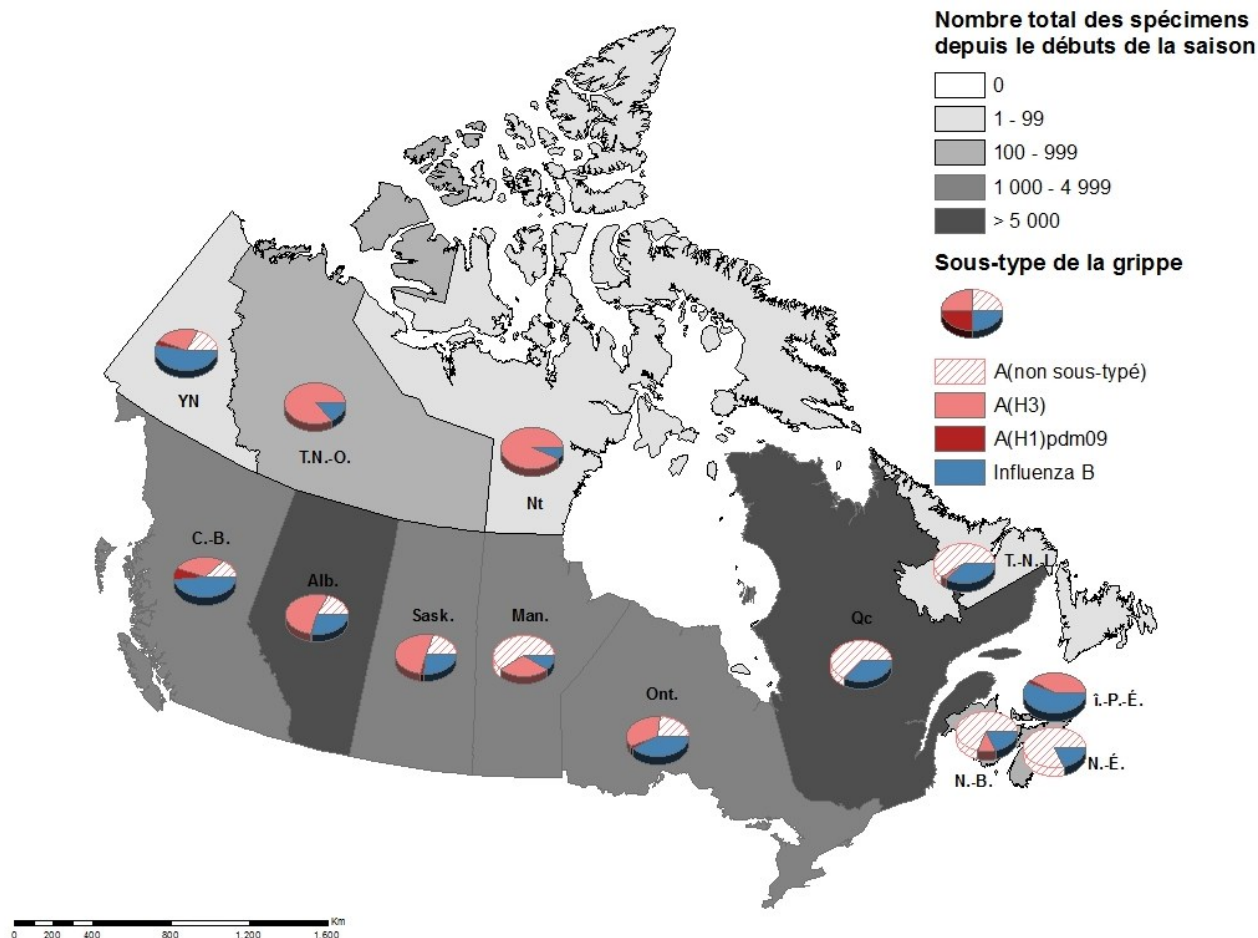 Nombre total des spécimens
depuis le débuts de la saison
0
1 - 99
100 - 999
1 000 - 4 999
> 5 000
Sous-type de la grippe
A(non sous-typé)
A(H3)
A(H1)pdm09
Influenza B
YN
T.N.-O.
Nt
C.-B.
Alb.
Sask.
Man.
Ont.
Qc
T.-N.-L
î.-P.-É.
N.-B.
N.-É.
Km
0 200 400 800 1.200 1.600